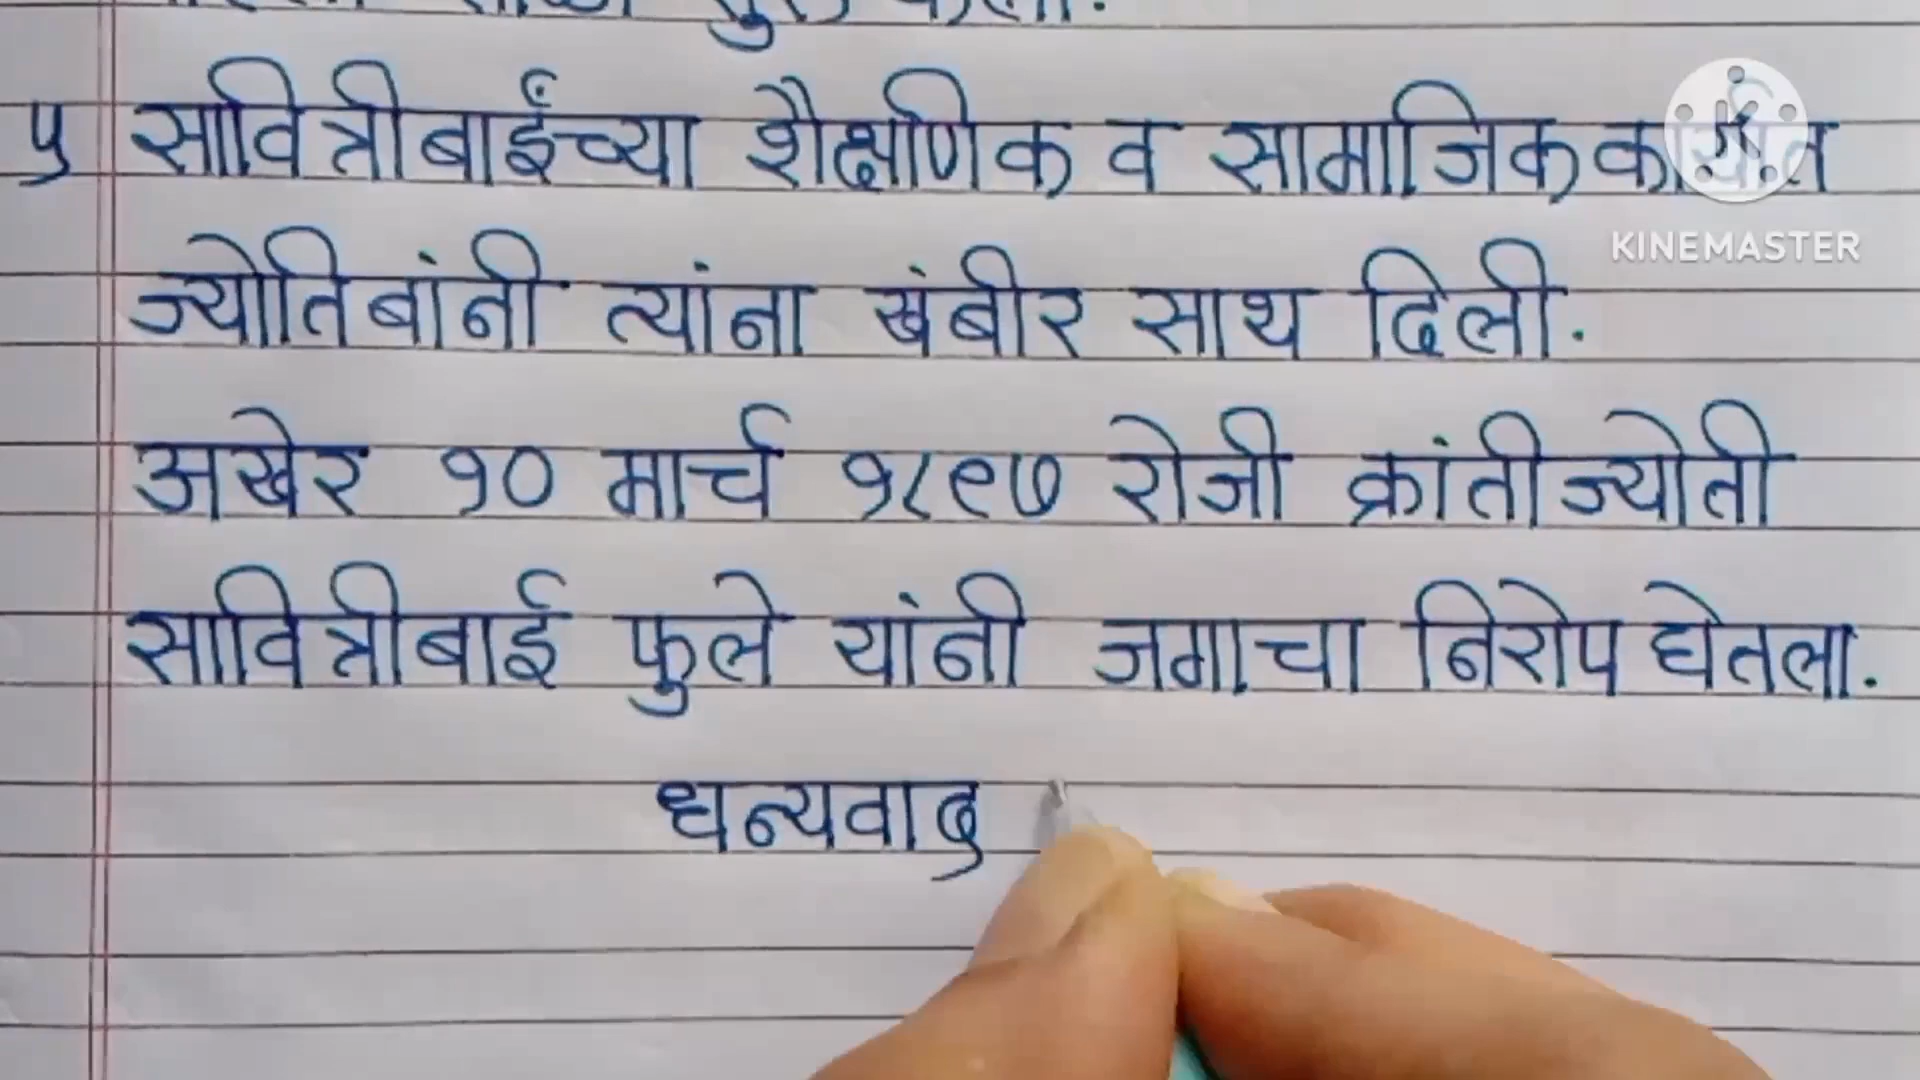 ५ सावित्रीबाईंच्या शैक्षणिक व सामाजिक कार्यात
ज्योतिबांनी त्यांना खंबीर साथ दिली.
अखेर १० मार्च १८९७ रोजी क्रांतीज्योती
सावित्रीबाई फुले यांनी जगाचा निरोप घेतला.
धन्यवाद
KINEMASTER